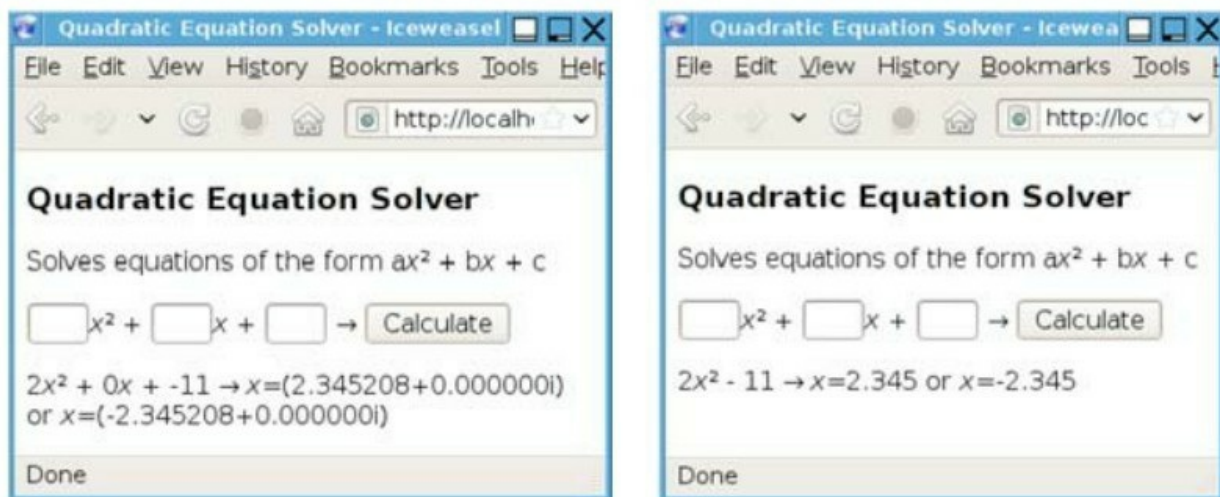 Quadratic Equation Solver - Iceweasel
File Edit View History Bookmarks Tools Help
http://localh
Quadratic Equation Solver
Solves equations of the form ax² + bx + c
x² + x + → Calculate
2x² + 0x + -11 → x=(2.345208+0.000000i)
or x=(-2.345208+0.000000i)
Done
Quadratic Equation Solver - Icewea
File Edit View History Bookmarks Tools
http://loc
Quadratic Equation Solver
Solves equations of the form ax² + bx + c
x² + x + → Calculate
2x² - 11 → x=2.345 or x=-2.345
Done